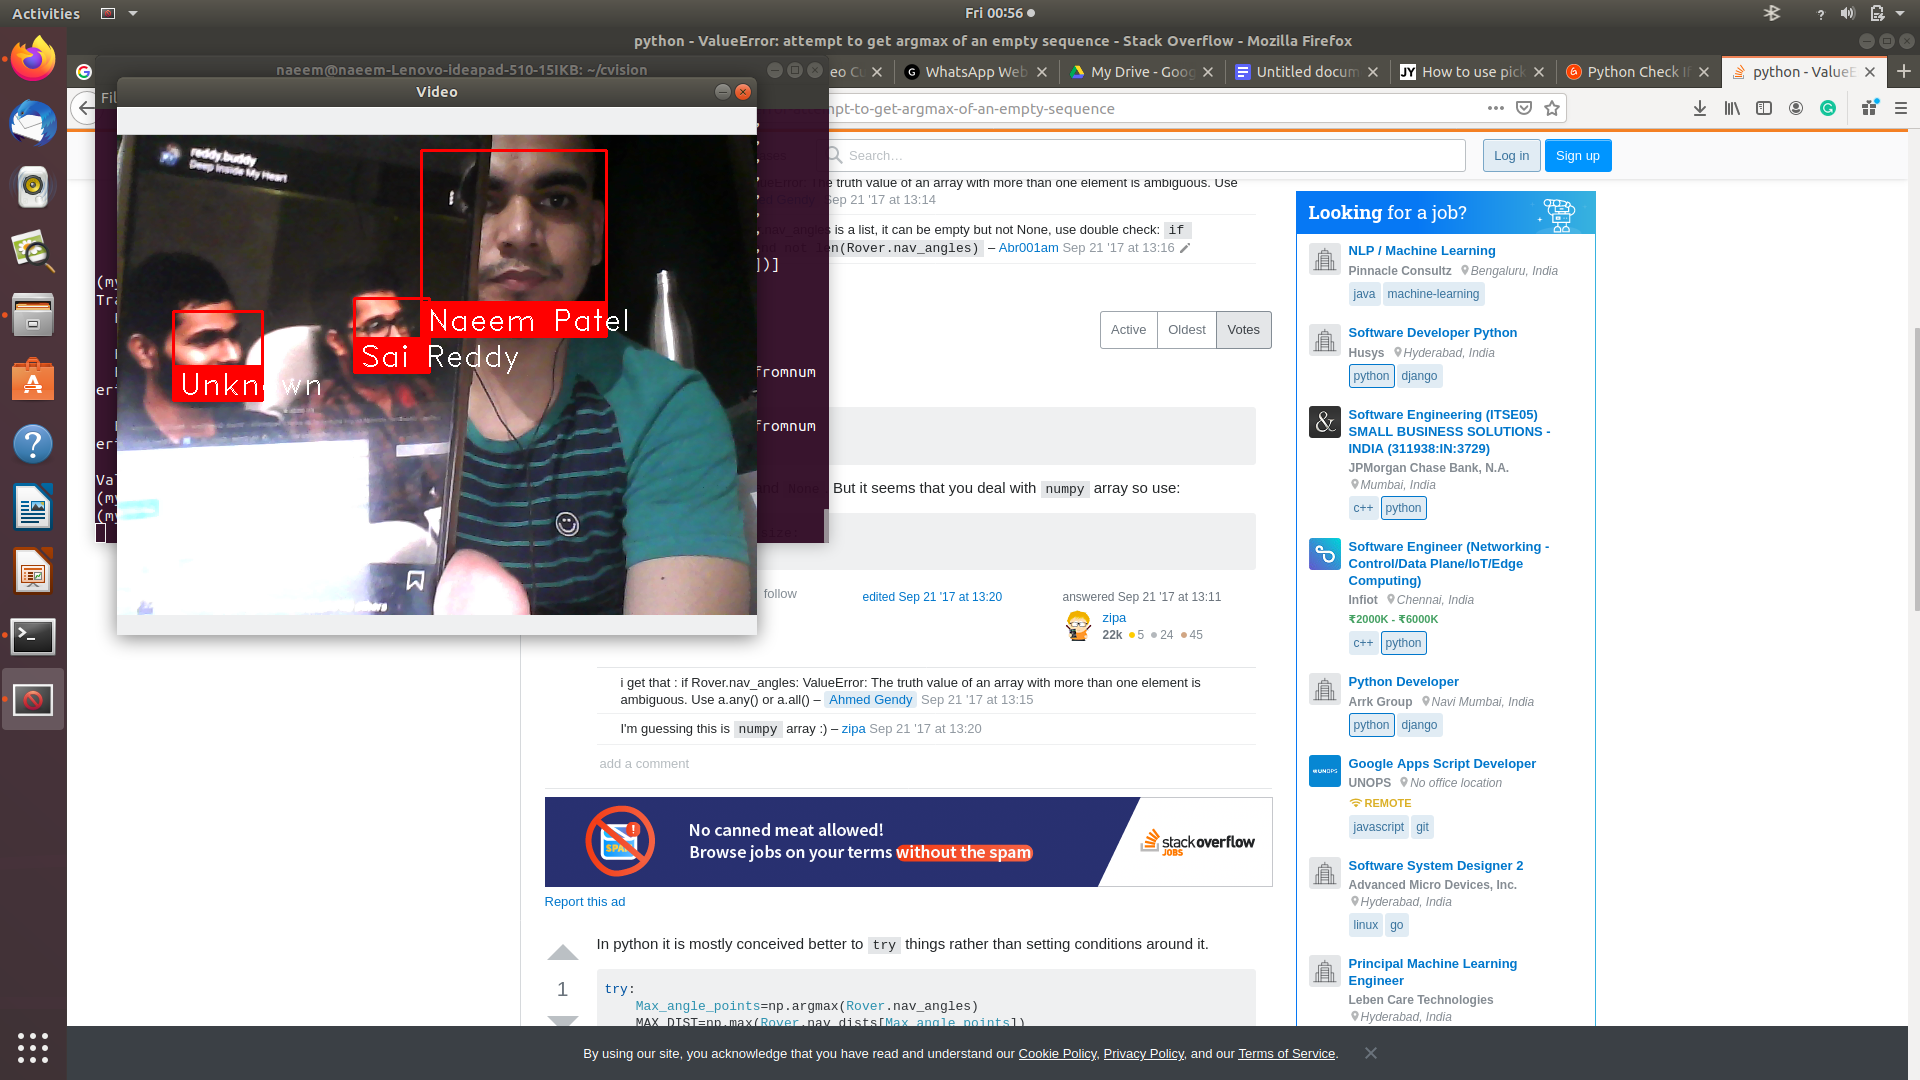 Activities
Fri 00:56
python - ValueError: attempt to get argmax of an empty sequence - Stack Overflow - Mozilla Firefox
naeem@naeem-Lenovo-ideapad-510-15IKB: ~/cvision
WhatsApp Web
My Drive - Goog
Untitled docum
How to use pick
Python Check If
python - ValueE
Video
mpt-to-get-argmax-of-an-empty-sequence
Search…
Log in
Sign up
reddy.buddy
Deep Inside My Heart
Naeem Patel
Sai Reddy
Unknown
(my
Tra
eri
eri
Val
(my
(my
])]
fromnum
fromnum
The truth value of an array with more than one element is ambiguous. Use
Sep 21 '17 at 13:14
is a list, it can be empty but not None, use double check: if
len(Rover.nav_angles) – Abr001am Sep 21 '17 at 13:16
Active
Oldest
Votes
But it seems that you deal with numpy array so use:
follow
edited Sep 21 '17 at 13:20
answered Sep 21 '17 at 13:11
zipa
22k 5 24 45
i get that : if Rover.nav_angles: ValueError: The truth value of an array with more than one element is
ambiguous. Use a.any() or a.all() – Ahmed Gendy Sep 21 '17 at 13:15
I'm guessing this is numpy array :) – zipa Sep 21 '17 at 13:20
add a comment
No canned meat allowed!
Browse jobs on your terms without the spam
SPAM
stackoverflow
JOBS
Report this ad
In python it is mostly conceived better to try things rather than setting conditions around it.
1
try:
Max_angle_points=np.argmax(Rover.nav_angles)
MAX_DIST=np.max(Rover.nav_dists[Max_angle_points])
Looking for a job?
NLP / Machine Learning
Pinnacle Consultz Bengaluru, India
java machine-learning
Software Developer Python
Husys Hyderabad, India
python django
Software Engineering (ITSE05)
SMALL BUSINESS SOLUTIONS -
INDIA (311938:IN:3729)
JPMorgan Chase Bank, N.A.
Mumbai, India
c++ python
Software Engineer (Networking -
Control/Data Plane/IoT/Edge
Computing)
Infiot Chennai, India
₹2000K - ₹6000K
c++ python
Python Developer
Arrk Group Navi Mumbai, India
python django
Google Apps Script Developer
UNOPS No office location
REMOTE
javascript git
Software System Designer 2
Advanced Micro Devices, Inc.
Hyderabad, India
linux go
Principal Machine Learning
Engineer
Leben Care Technologies
Hyderabad, India
By using our site, you acknowledge that you have read and understand our Cookie Policy, Privacy Policy, and our Terms of Service.